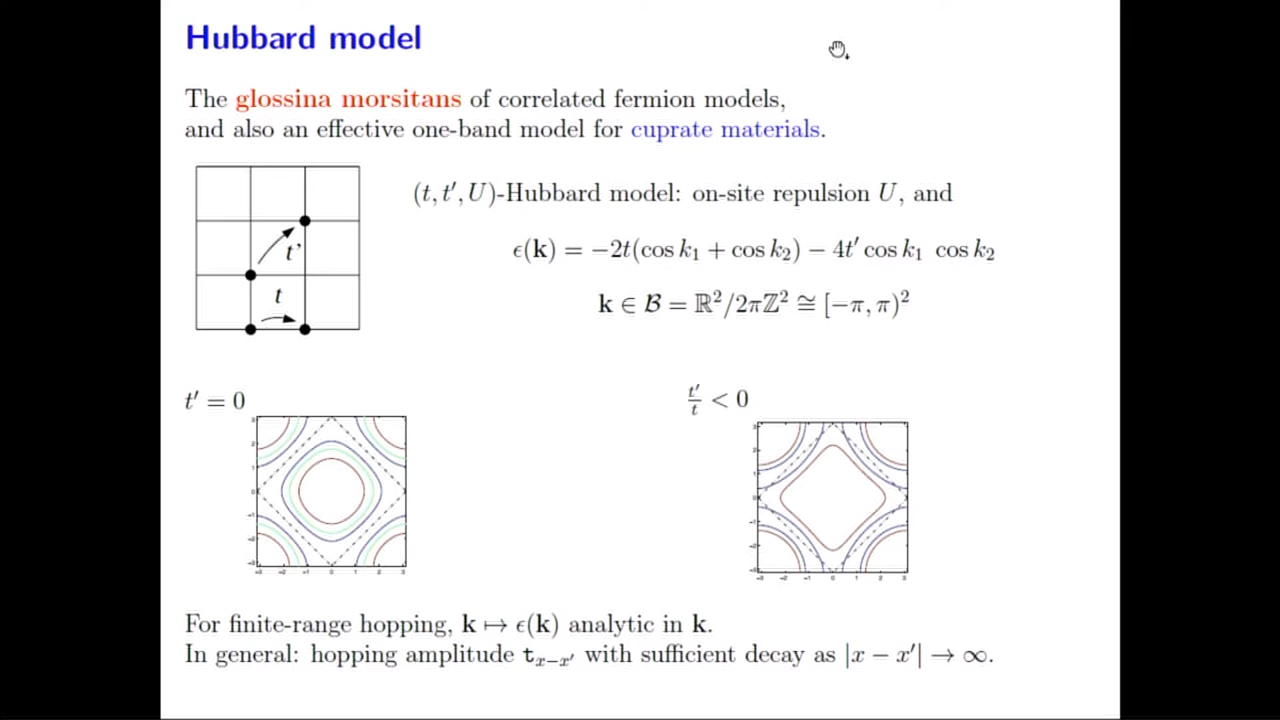 Hubbard model
The glossina morsitans of correlated fermion models,
and also an effective one-band model for cuprate materials.
(t, t′, U)-Hubbard model: on-site repulsion U, and
t'
ϵ(k) = −2t(cos k₁ + cos k₂) − 4t′ cos k₁ cos k₂
t
k ∈ B = ℝ²/2πℤ² ≅ [−π, π)²
t′ = 0
t′/t < 0
For finite-range hopping, k ↦ ϵ(k) analytic in k.
In general: hopping amplitude t_{x−x′} with sufficient decay as |x − x′| → ∞.